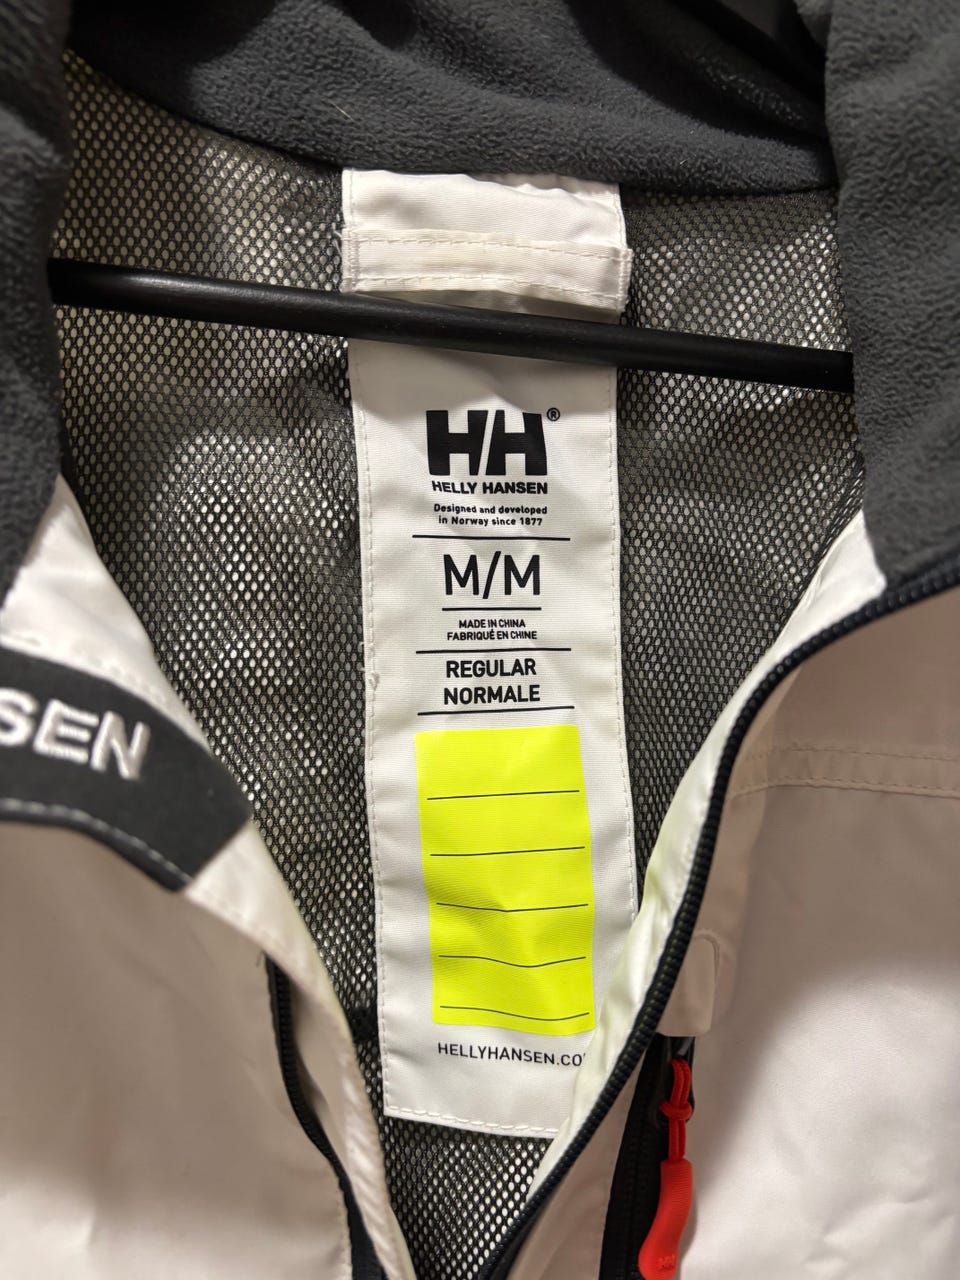 HH®
HELLY HANSEN
Designed and developed
in Norway since 1877
M/M
MADE IN CHINA
FABRIQUÉ EN CHINE
REGULAR
NORMALE
HELLYHANSEN.CO
SEN
HH